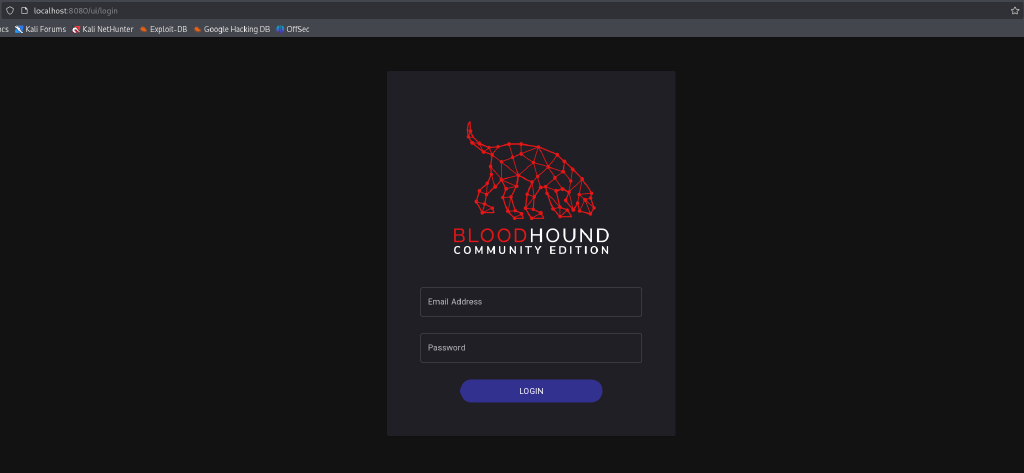 localhost:8080/ui/login
Kali Forums Kali NetHunter Exploit-DB Google Hacking DB OffSec
BLOODHOUND
COMMUNITY EDITION
Email Address
Password
LOGIN